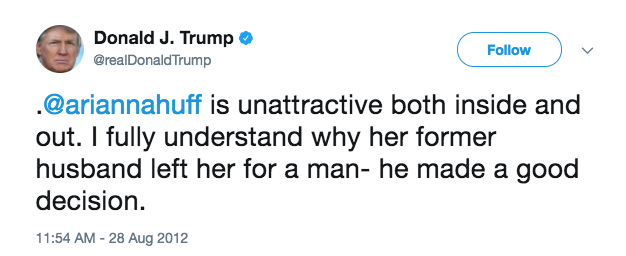 Donald J. Trump
@realDonaldTrump
Follow
.@ariannahuff is unattractive both inside and
out. I fully understand why her former
husband left her for a man- he made a good
decision.
11:54 AM - 28 Aug 2012